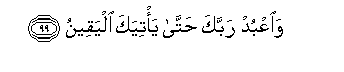 وَٱعْبُدْ رَبَّكَ حَتَّىٰ يَأْتِيَكَ ٱلْيَقِينُ ۝٩٩